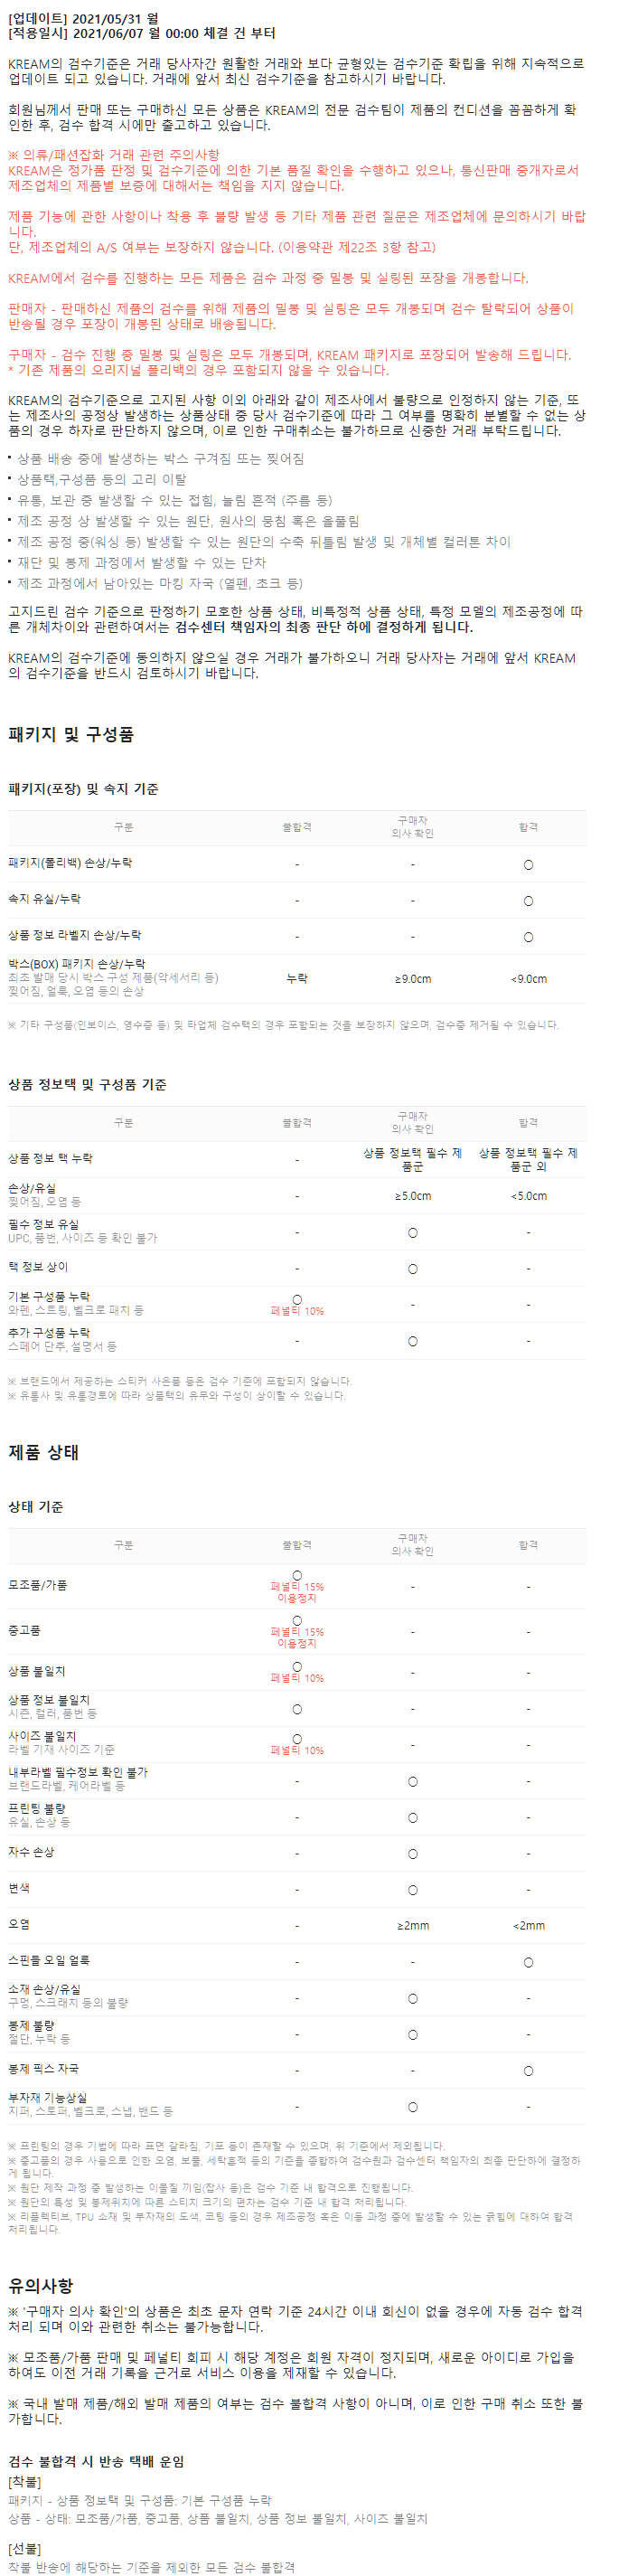 [업데이트] 2021/05/31 월
[적용일시] 2021/06/07 월 00:00 체결 건 부터
KREAM의 검수기준은 거래 당사자간 원활한 거래와 보다 균형있는 검수기준 확립을 위해 지속적으로
업데이트 되고 있습니다. 거래에 앞서 최신 검수기준을 참고하시기 바랍니다.
회원님께서 판매 또는 구매하신 모든 상품은 KREAM의 전문 검수팀이 제품의 컨디션을 꼼꼼하게 확
인한 후, 검수 합격 시에만 출고하고 있습니다.
※ 의류/패션잡화 거래 관련 주의사항
KREAM은 정가품 판정 및 검수기준에 의한 기본 품질 확인을 수행하고 있으나, 통신판매 중개자로서
제조업체의 제품별 보증에 대해서는 책임을 지지 않습니다.
제품 기능에 관한 사항이나 착용 후 불량 발생 등 기타 제품 관련 질문은 제조업체에 문의하시기 바랍
니다.
단, 제조업체의 A/S 여부는 보장하지 않습니다. (이용약관 제22조 3항 참고)
KREAM에서 검수를 진행하는 모든 제품은 검수 과정 중 밀봉 및 실링된 포장을 개봉합니다.
판매자 - 판매하신 제품의 검수를 위해 제품의 밀봉 및 실링은 모두 개봉되며 검수 탈락되어 상품이
반송될 경우 포장이 개봉된 상태로 배송됩니다.
구매자 - 검수 진행 중 밀봉 및 실링은 모두 개봉되며, KREAM 패키지로 포장되어 발송해 드립니다.
* 기존 제품의 오리지널 폴리백의 경우 포함되지 않을 수 있습니다.
KREAM의 검수기준으로 고지된 사항 이외 아래와 같이 제조사에서 불량으로 인정하지 않는 기준, 또
는 제조사의 공정상 발생하는 상품상태 중 당사 검수기준에 따라 그 여부를 명확히 분별할 수 없는 상
품의 경우 하자로 판단하지 않으며, 이로 인한 구매취소는 불가하므로 신중한 거래 부탁드립니다.
▪ 상품 배송 중에 발생하는 박스 구겨짐 또는 찢어짐
▪ 상품택,구성품 등의 고리 이탈
▪ 유통, 보관 중 발생할 수 있는 접힘, 눌림 흔적 (주름 등)
▪ 제조 공정 상 발생할 수 있는 원단, 원사의 뭉침 혹은 올풀림
▪ 제조 공정 중(워싱 등) 발생할 수 있는 원단의 수축 뒤틀림 발생 및 개체별 컬러톤 차이
▪ 재단 및 봉제 과정에서 발생할 수 있는 단차
▪ 제조 과정에서 남아있는 마킹 자국 (열펜, 초크 등)
고지드린 검수 기준으로 판정하기 모호한 상품 상태, 비특정적 상품 상태, 특정 모델의 제조공정에 따
른 개체차이와 관련하여서는 검수센터 책임자의 최종 판단 하에 결정하게 됩니다.
KREAM의 검수기준에 동의하지 않으실 경우 거래가 불가하오니 거래 당사자는 거래에 앞서 KREAM
의 검수기준을 반드시 검토하시기 바랍니다.
패키지 및 구성품
패키지(포장) 및 속지 기준
구분 불합격 구매자 의사 확인 합격
패키지(폴리백) 손상/누락 - - ○
속지 유실/누락 - - ○
상품 정보 라벨지 손상/누락 - - ○
박스(BOX) 패키지 손상/누락
최초 발매 당시 박스 구성 제품(악세서리 등) 누락 ≥9.0cm <9.0cm
찢어짐, 얼룩, 오염 등의 손상
※ 기타 구성품(인보이스, 영수증 등) 및 타업체 검수택의 경우 포함되는 것을 보장하지 않으며, 검수중 제거될 수 있습니다.
상품 정보택 및 구성품 기준
구분 불합격 구매자 의사 확인 합격
상품 정보 택 누락 - 상품 정보택 필수 제품군 상품 정보택 필수 제품군 외
손상/유실 - ≥5.0cm <5.0cm
찢어짐, 오염 등
필수 정보 유실 - ○ -
UPC, 품번, 사이즈 등 확인 불가
택 정보 상이 - ○ -
기본 구성품 누락 ○ - -
와펜, 스트링, 벨크로 패치 등 페널티 10%
추가 구성품 누락 - ○ -
스페어 단추, 설명서 등
※ 브랜드에서 제공하는 스티커 사은품 등은 검수 기준에 포함되지 않습니다.
※ 유통사 및 유통경로에 따라 상품택의 유무와 구성이 상이할 수 있습니다.
제품 상태
상태 기준
구분 불합격 구매자 의사 확인 합격
모조품/가품 ○ 페널티 15% 이용정지 - -
중고품 ○ 페널티 15% 이용정지 - -
상품 불일치 ○ 페널티 10% - -
상품 정보 불일치 ○ - -
시즌, 컬러, 품번 등
사이즈 불일치 ○ - -
라벨 기재 사이즈 기준 페널티 10%
내부라벨 필수정보 확인 불가 - ○ -
브랜드라벨, 케어라벨 등
프린팅 불량 - ○ -
유실, 손상 등
자수 손상 - ○ -
변색 - ○ -
오염 - ≥2mm <2mm
스핀들 오일 얼룩 - - ○
소재 손상/유실 - ○ -
구멍, 스크래치 등의 불량
봉제 불량 - ○ -
절단, 누락 등
봉제 픽스 자국 - - ○
부자재 기능상실 - ○ -
지퍼, 스토퍼, 벨크로, 스냅, 밴드 등
※ 프린팅의 경우 기법에 따라 표면 갈라짐, 기포 등이 존재할 수 있으며, 위 기준에서 제외됩니다.
※ 중고품의 경우 사용으로 인한 오염, 보풀, 세탁흔적 등의 기준을 종합하여 검수원과 검수센터 책임자의 최종 판단하에 결정하
게 됩니다.
※ 원단 제작 과정 중 발생하는 이물질 끼임(잡사 등)은 검수 기준 내 합격으로 진행됩니다.
※ 원단의 특성 및 봉제위치에 따른 스티치 크기의 편차는 검수 기준 내 합격 처리됩니다.
※ 리플렉티브, TPU 소재 및 부자재의 도색, 코팅 등의 경우 제조공정 혹은 이동 과정 중에 발생할 수 있는 긁힘에 대하여 합격
처리됩니다.
유의사항
※ '구매자 의사 확인'의 상품은 최초 문자 연락 기준 24시간 이내 회신이 없을 경우에 자동 검수 합격
처리 되며 이와 관련한 취소는 불가능합니다.
※ 모조품/가품 판매 및 페널티 회피 시 해당 계정은 회원 자격이 정지되며, 새로운 아이디로 가입을
하여도 이전 거래 기록을 근거로 서비스 이용을 제재할 수 있습니다.
※ 국내 발매 제품/해외 발매 제품의 여부는 검수 불합격 사항이 아니며, 이로 인한 구매 취소 또한 불
가합니다.
검수 불합격 시 반송 택배 운임
[착불]
패키지 - 상품 정보택 및 구성품: 기본 구성품 누락
상품 - 상태: 모조품/가품, 중고품, 상품 불일치, 상품 정보 불일치, 사이즈 불일치
[선불]
착불 반송에 해당하는 기준을 제외한 모든 검수 불합격